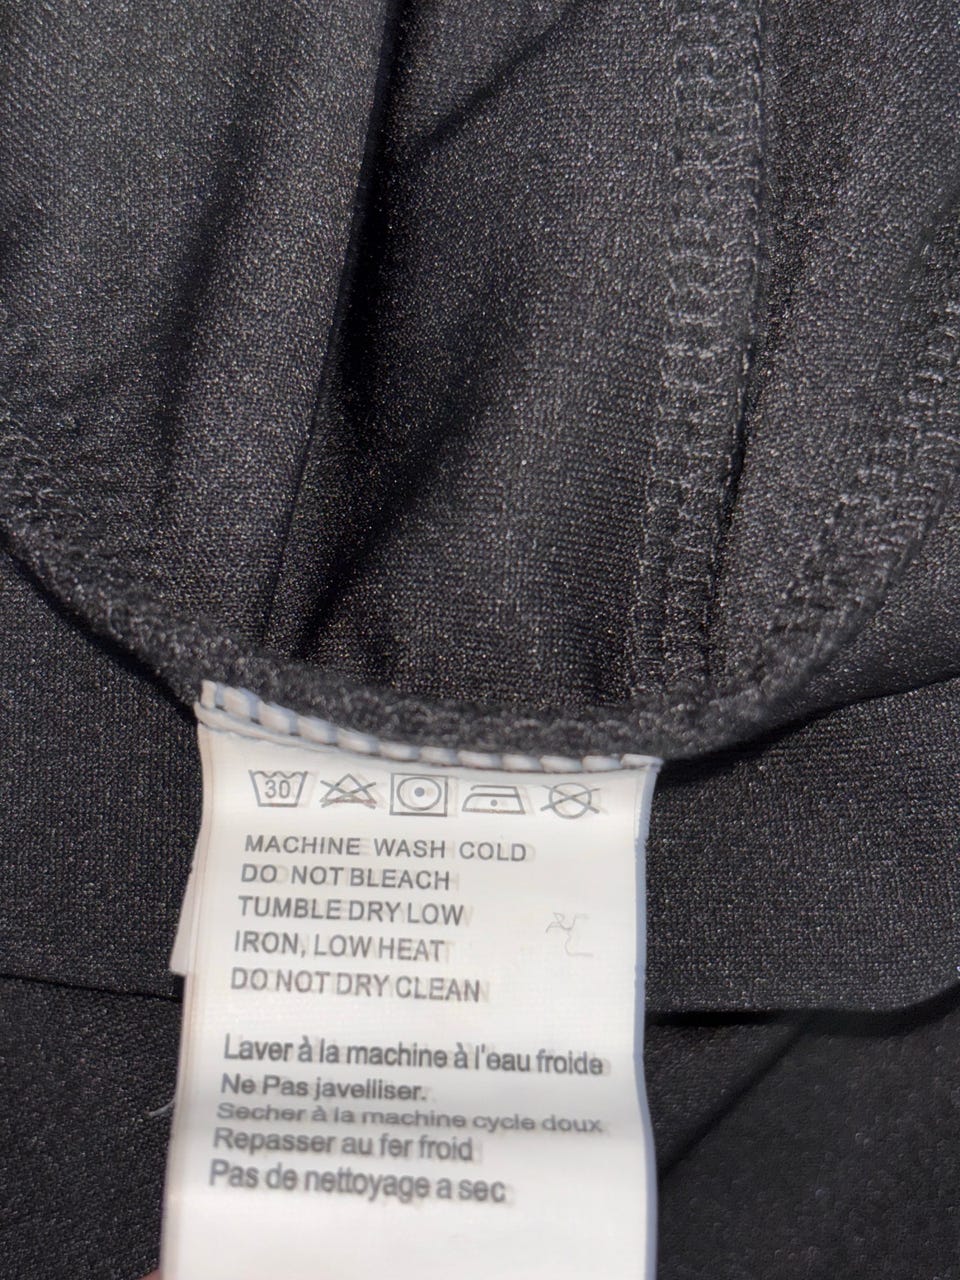 30
MACHINE WASH COLD
DO NOT BLEACH
TUMBLE DRY LOW
IRON, LOW HEAT
DO NOT DRY CLEAN
Laver à la machine à l'eau froide
Ne Pas javelliser.
Secher à la machine cycle doux
Repasser au fer froid
Pas de nettoyage a sec